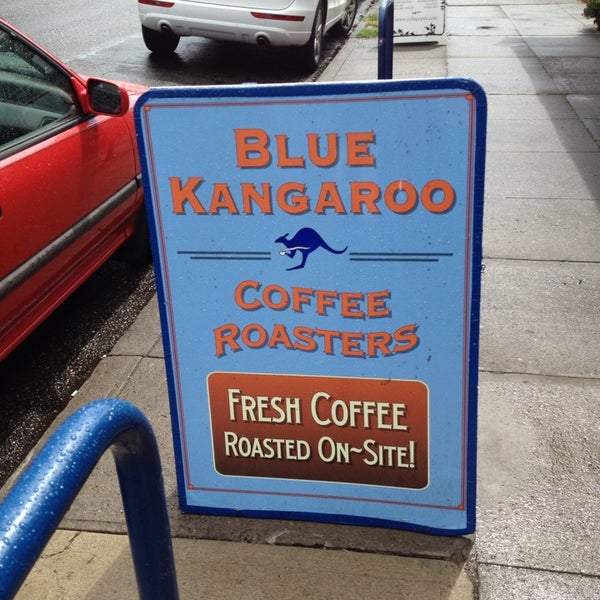 BLUE
KANGAROO
COFFEE
ROASTERS
FRESH COFFEE
ROASTED ON~SITE!